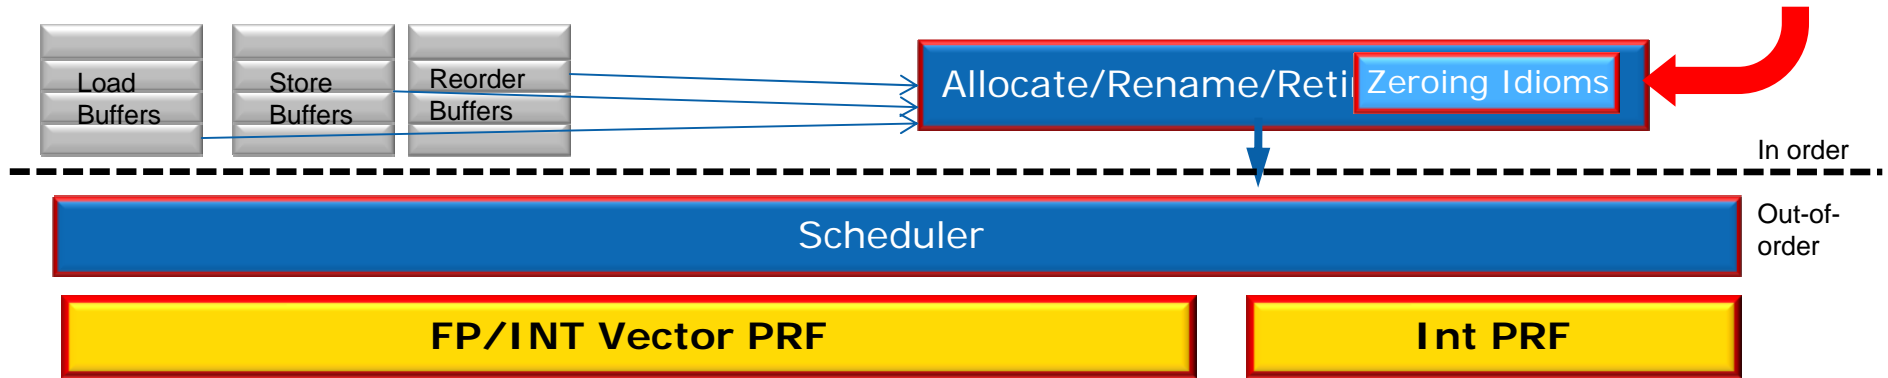 Load
Buffers
Store
Buffers
Reorder
Buffers
Allocate/Rename/Reti
Zeroing Idioms
In order
Scheduler
Out-of-
order
FP/INT Vector PRF
Int PRF